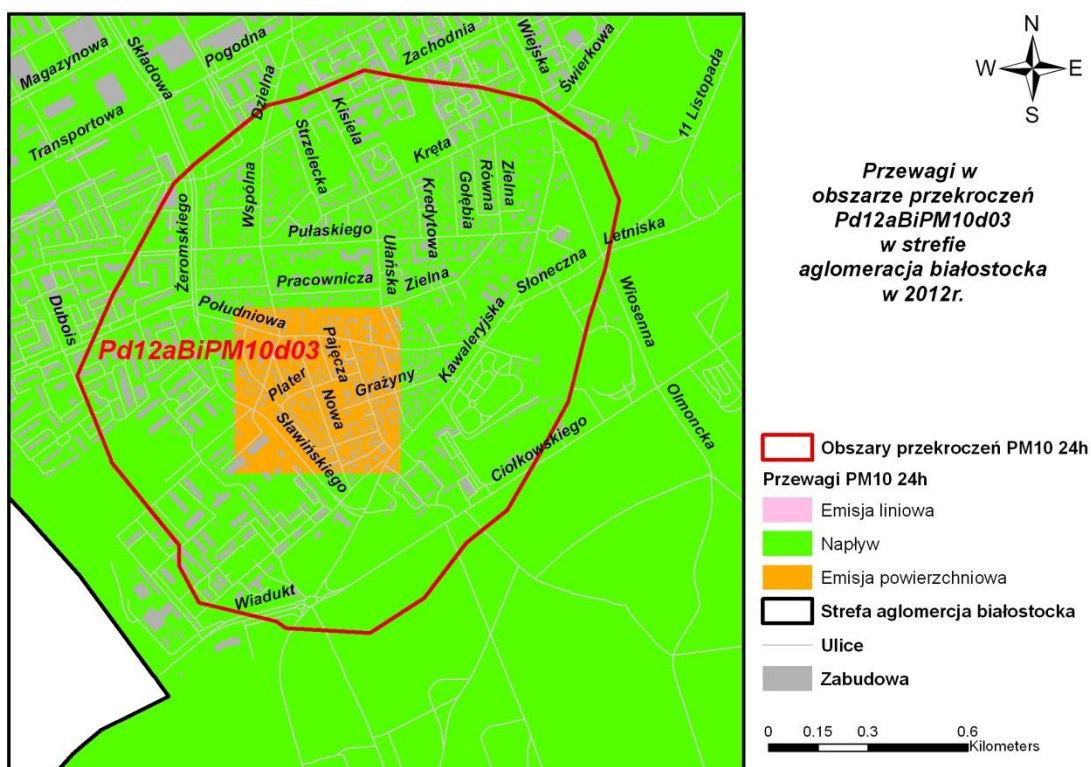 Magazynowa
Składowa
Pogodna
Zachodnia
Wiejska
Świerkowa
11 Listopada
Transportowa
Dzielna
Kisiela
Strzelecka
Kręta
Wspólna
Kredytowa
Gołębia
Równa
Zielna
Żeromskiego
Pułaskiego
Ułańska
Letniska
Pracownicza
Zielna
Słoneczna
Wiosenna
Dubois
Południowa
Kawaleryjska
Pd12aBiPM10d03
Pajęcza
Plater
Grażyny
Nowa
Olmoncka
Sławińskiego
Ciołkowskiego
Wiadukt
N
W
E
S
Przewagi w
obszarze przekroczeń
Pd12aBiPM10d03
w strefie
aglomeracja białostocka
w 2012r.
Obszary przekroczeń PM10 24h
Przewagi PM10 24h
Emisja liniowa
Napływ
Emisja powierzchniowa
Strefa aglomercja białostocka
Ulice
Zabudowa
0 0.15 0.3 0.6
Kilometers